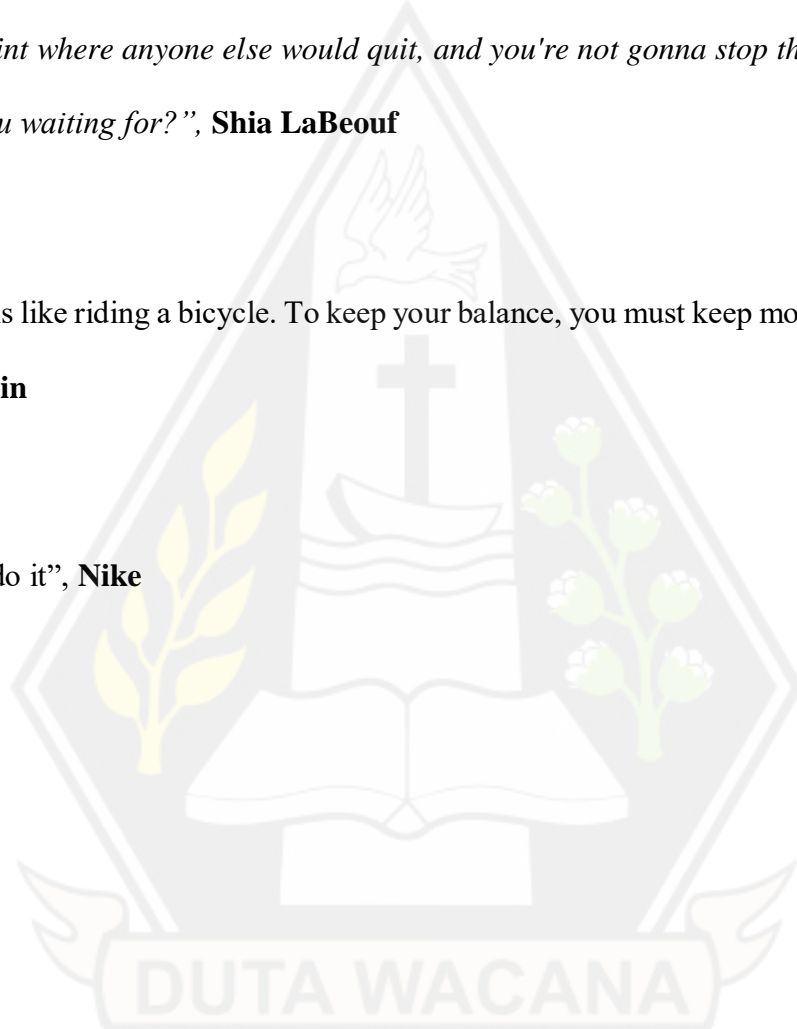 int where anyone else would quit, and you're not gonna stop th
u waiting for?”, Shia LaBeouf
s like riding a bicycle. To keep your balance, you must keep mo
in
do it”, Nike
DUTA WACANA